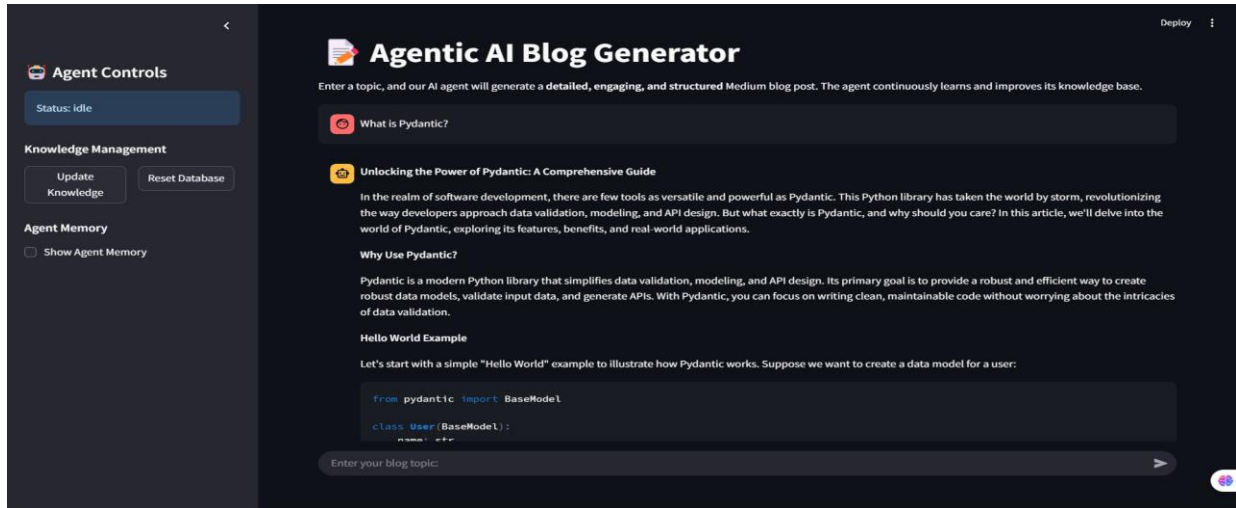 Deploy
Agent Controls
Status: idle
Knowledge Management
Update
Knowledge
Reset Database
Agent Memory
Show Agent Memory
Agentic AI Blog Generator
Enter a topic, and our AI agent will generate a detailed, engaging, and structured Medium blog post. The agent continuously learns and improves its knowledge base.
What is Pydantic?
Unlocking the Power of Pydantic: A Comprehensive Guide
In the realm of software development, there are few tools as versatile and powerful as Pydantic. This Python library has taken the world by storm, revolutionizing
the way developers approach data validation, modeling, and API design. But what exactly is Pydantic, and why should you care? In this article, we'll delve into the
world of Pydantic, exploring its features, benefits, and real-world applications.
Why Use Pydantic?
Pydantic is a modern Python library that simplifies data validation, modeling, and API design. Its primary goal is to provide a robust and efficient way to create
robust data models, validate input data, and generate APIs. With Pydantic, you can focus on writing clean, maintainable code without worrying about the intricacies
of data validation.
Hello World Example
Let's start with a simple "Hello World" example to illustrate how Pydantic works. Suppose we want to create a data model for a user:
from pydantic import BaseModel
class User(BaseModel):
name: str
Enter your blog topic: